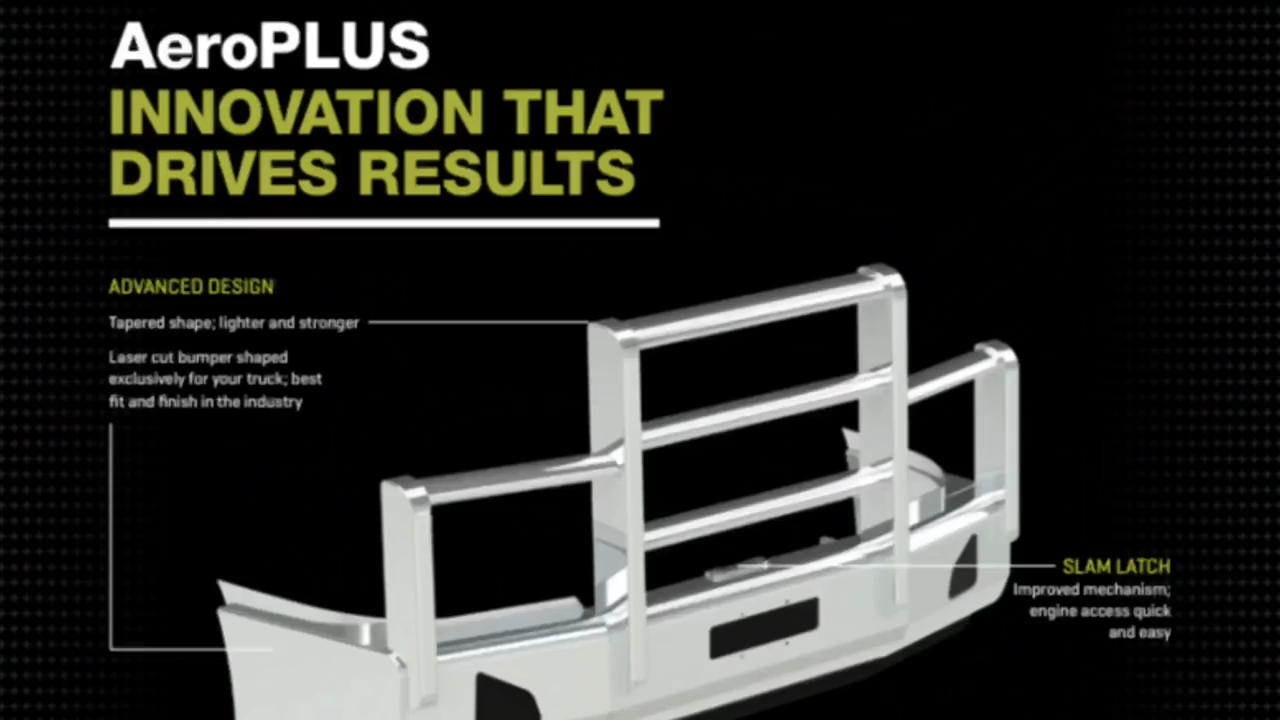 AeroPLUS
INNOVATION THAT
DRIVES RESULTS
ADVANCED DESIGN
Tapered shape; lighter and stronger
Laser cut bumper shaped
exclusively for your truck; best
fit and finish in the industry
SLAM LATCH
Improved mechanism;
engine access quick
and easy